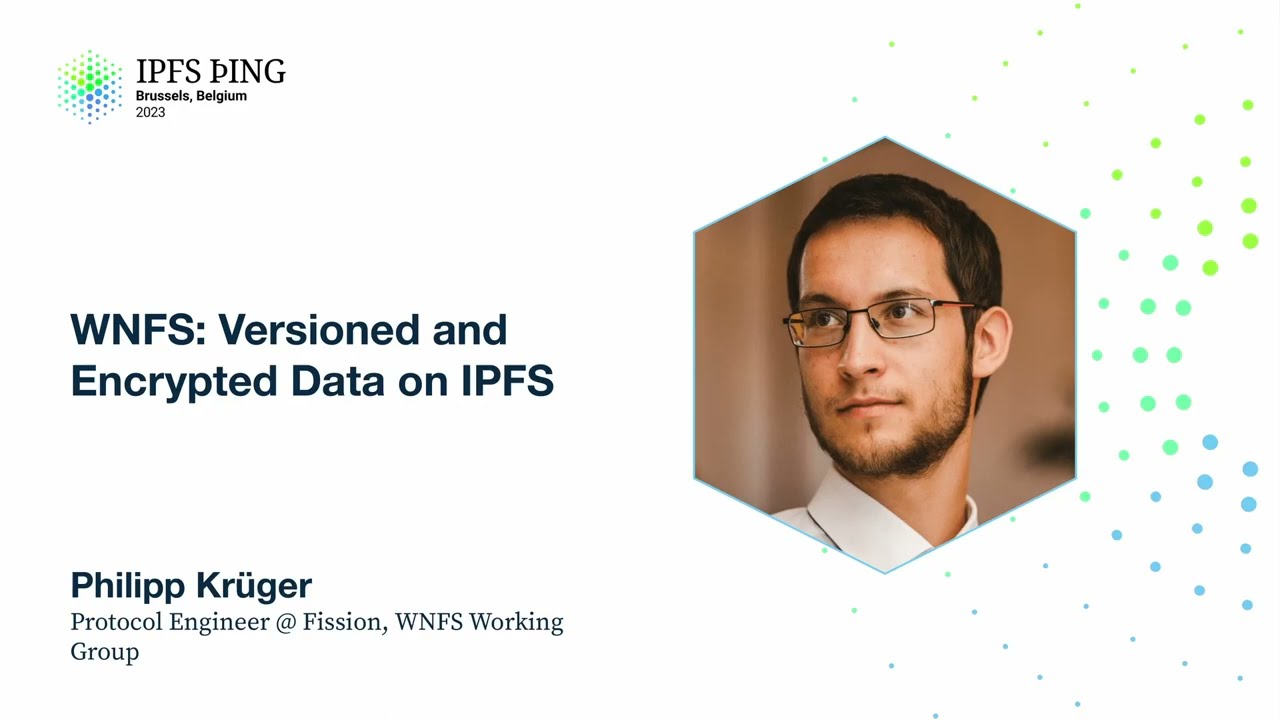 IPFS ÞING
Brussels, Belgium
2023
WNFS: Versioned and
Encrypted Data on IPFS
Philipp Krüger
Protocol Engineer @ Fission, WNFS Working
Group